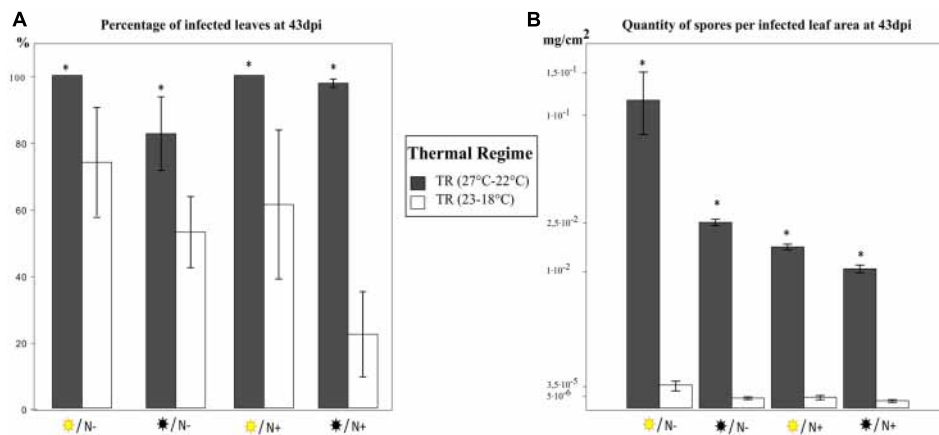 A
Percentage of infected leaves at 43dpi
%
100
80
60
40
20
0
/ N-
/ N-
/ N+
/ N+
Thermal Regime
TR (27°C-22°C)
TR (23-18°C)
B
Quantity of spores per infected leaf area at 43dpi
mg/cm²
1,5·10⁻¹
1·10⁻¹
2,5·10⁻²
1·10⁻²
3,5·10⁻⁵
5·10⁻⁶
/ N-
/ N-
/ N+
/ N+